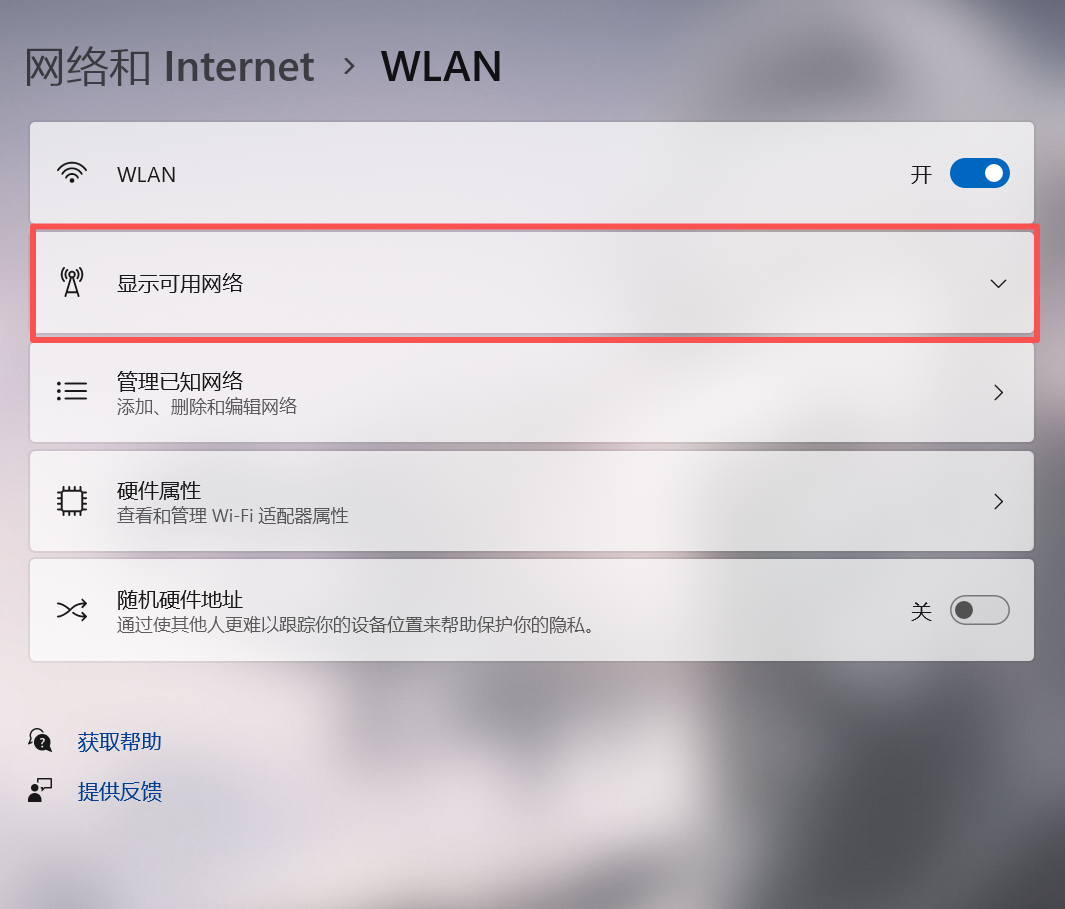 网络和 Internet › WLAN
WLAN
开
显示可用网络
管理已知网络
添加、删除和编辑网络
硬件属性
查看和管理 Wi-Fi 适配器属性
随机硬件地址
通过使其他人更难以跟踪你的设备位置来帮助保护你的隐私。
关
获取帮助
提供反馈